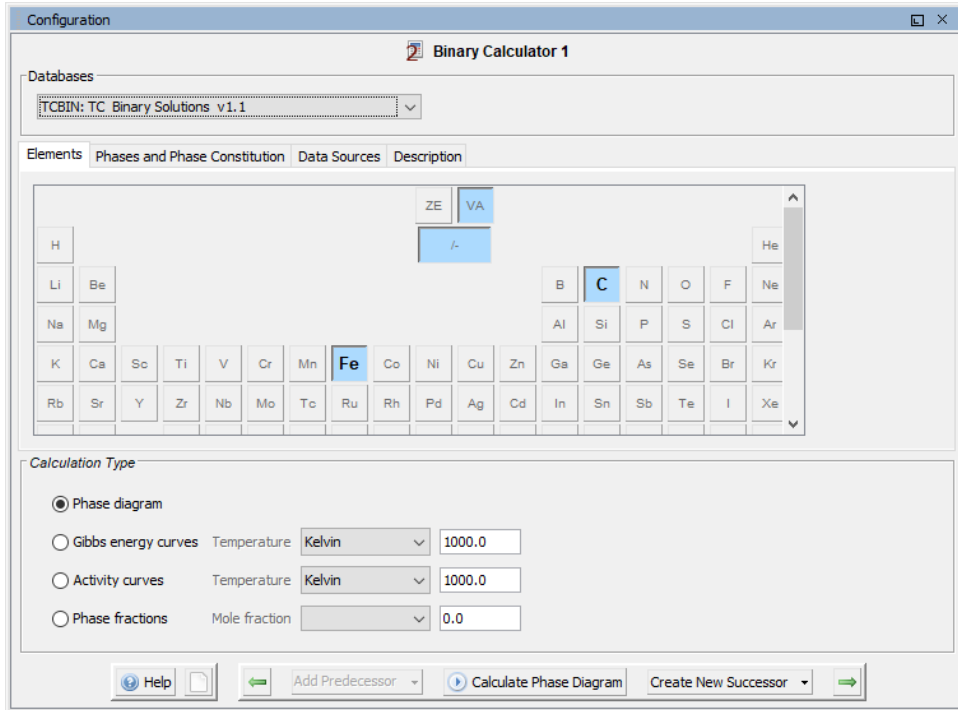 Configuration
2 Binary Calculator 1
Databases
TCBIN: TC Binary Solutions v1.1
Elements Phases and Phase Constitution Data Sources Description
ZE VA
/-
H He
Li Be B C N O F Ne
Na Mg Al Si P S Cl Ar
K Ca Sc Ti V Cr Mn Fe Co Ni Cu Zn Ga Ge As Se Br Kr
Rb Sr Y Zr Nb Mo Tc Ru Rh Pd Ag Cd In Sn Sb Te I Xe
Calculation Type
Phase diagram
Gibbs energy curves Temperature Kelvin 1000.0
Activity curves Temperature Kelvin 1000.0
Phase fractions Mole fraction 0.0
Help Add Predecessor Calculate Phase Diagram Create New Successor